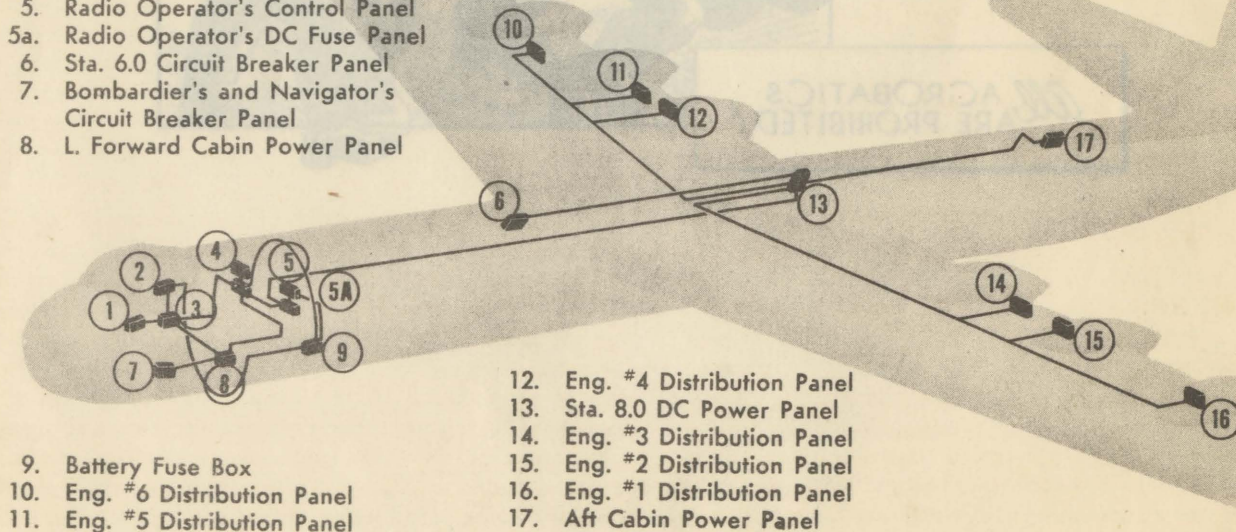 5. Radio Operator's Control Panel
5a. Radio Operator's DC Fuse Panel
6. Sta. 6.0 Circuit Breaker Panel
7. Bombardier's and Navigator's
Circuit Breaker Panel
8. L. Forward Cabin Power Panel
ACROBATICS
ARE PROHIBITED
10
11
12
17
6
13
4
5
2
5A
14
1
3
15
7
8
9
16
9. Battery Fuse Box
10. Eng. #6 Distribution Panel
11. Eng. #5 Distribution Panel
12. Eng. #4 Distribution Panel
13. Sta. 8.0 DC Power Panel
14. Eng. #3 Distribution Panel
15. Eng. #2 Distribution Panel
16. Eng. #1 Distribution Panel
17. Aft Cabin Power Panel